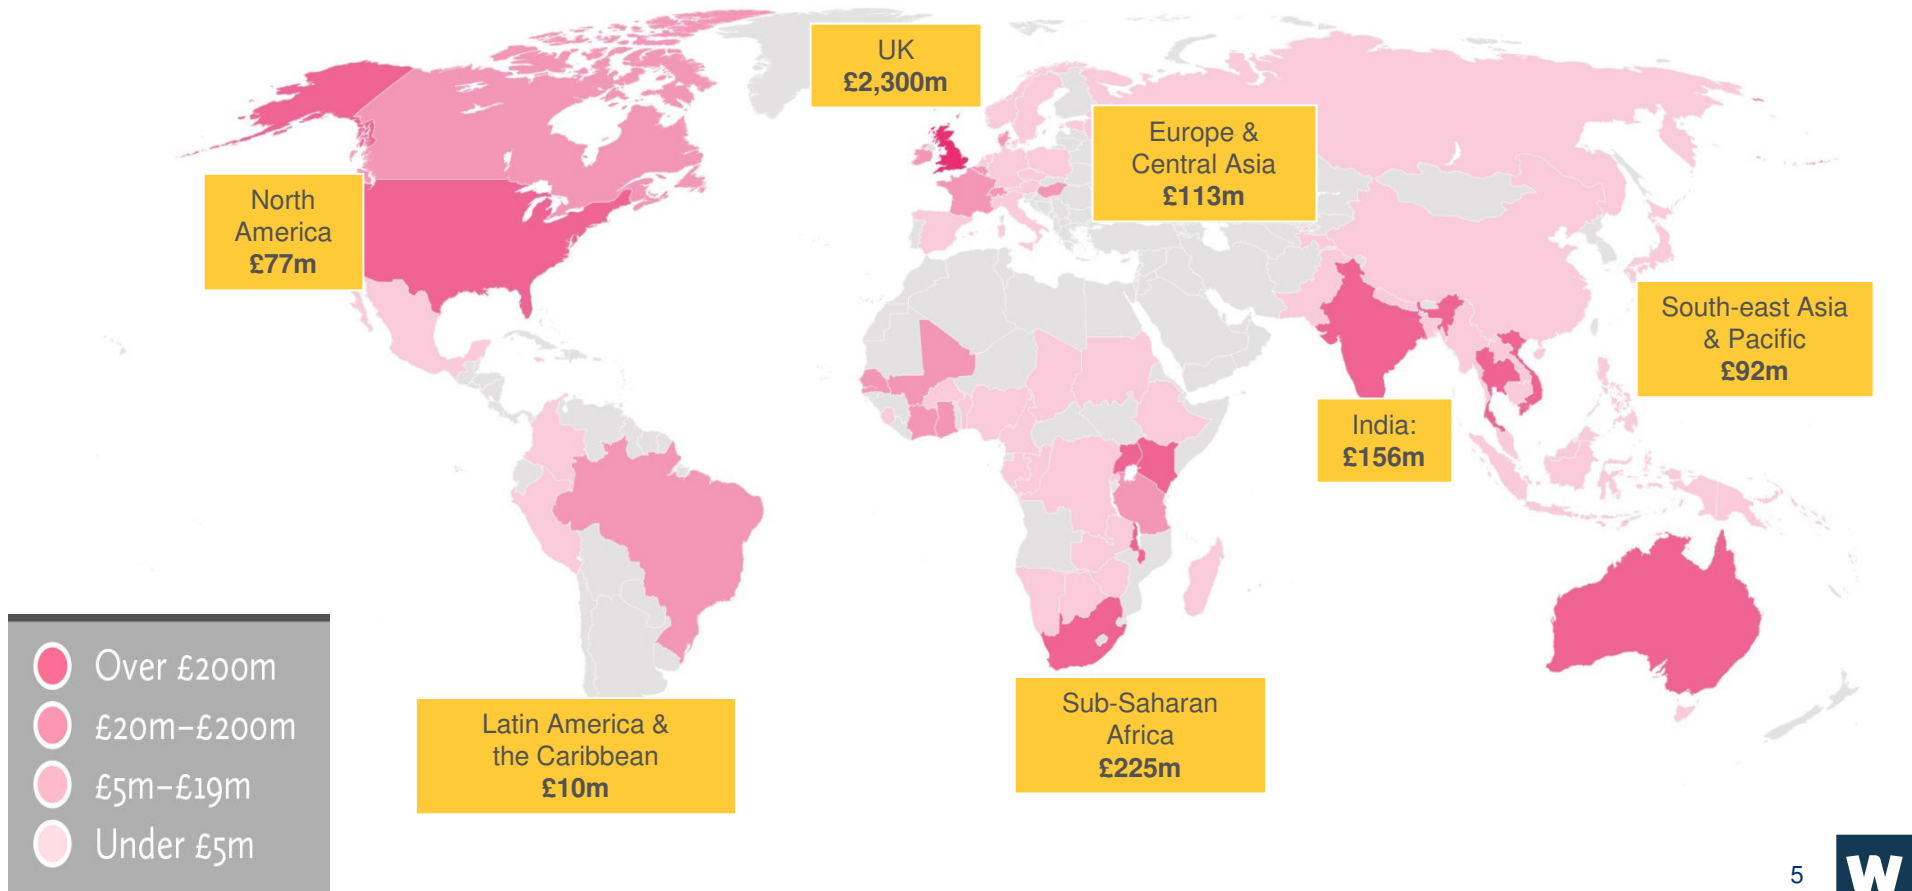 UK
£2,300m
Europe &
Central Asia
£113m
North
America
£77m
South-east Asia
& Pacific
£92m
India:
£156m
Latin America &
the Caribbean
£10m
Sub-Saharan
Africa
£225m
Over £200m
£20m–£200m
£5m–£19m
Under £5m
5
W